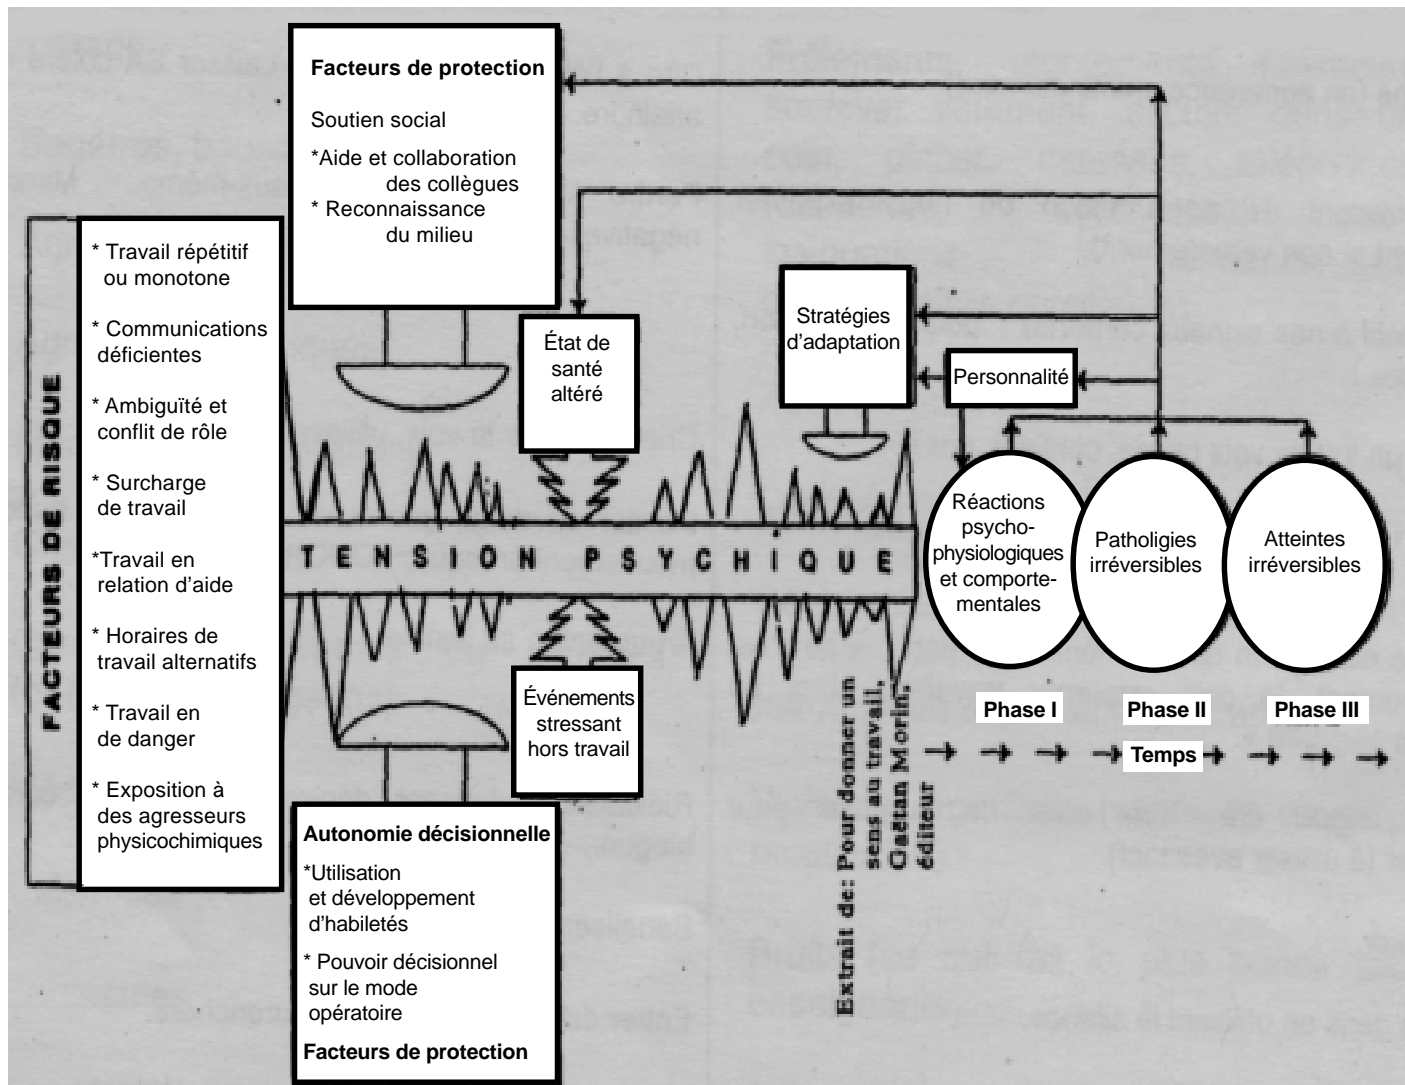 Facteurs de protection
Soutien social
*Aide et collaboration
des collègues
* Reconnaissance
du milieu
FACTEURS DE RISQUE
* Travail répétitif
ou monotone
* Communications
déficientes
* Ambiguïté et
conflit de rôle
* Surcharge
de travail
*Travail en
relation d'aide
* Horaires de
travail alternatifs
* Travail en
de danger
* Exposition à
des agresseurs
physicochimiques
État de
santé
altéré
Stratégies
d'adaptation
Personnalité
TENSION PSYCHIQUE
Réactions
psycho-
physiologiques
et comporte-
mentales
Patholigies
irréversibles
Atteintes
irréversibles
Phase I
Phase II
Phase III
Temps
Événements
stressant
hors travail
Autonomie décisionnelle
*Utilisation
et développement
d'habiletés
* Pouvoir décisionnel
sur le mode
opératoire
Facteurs de protection
Extrait de: Pour donner un
sens au travail,
Gaëtan Morin,
éditeur